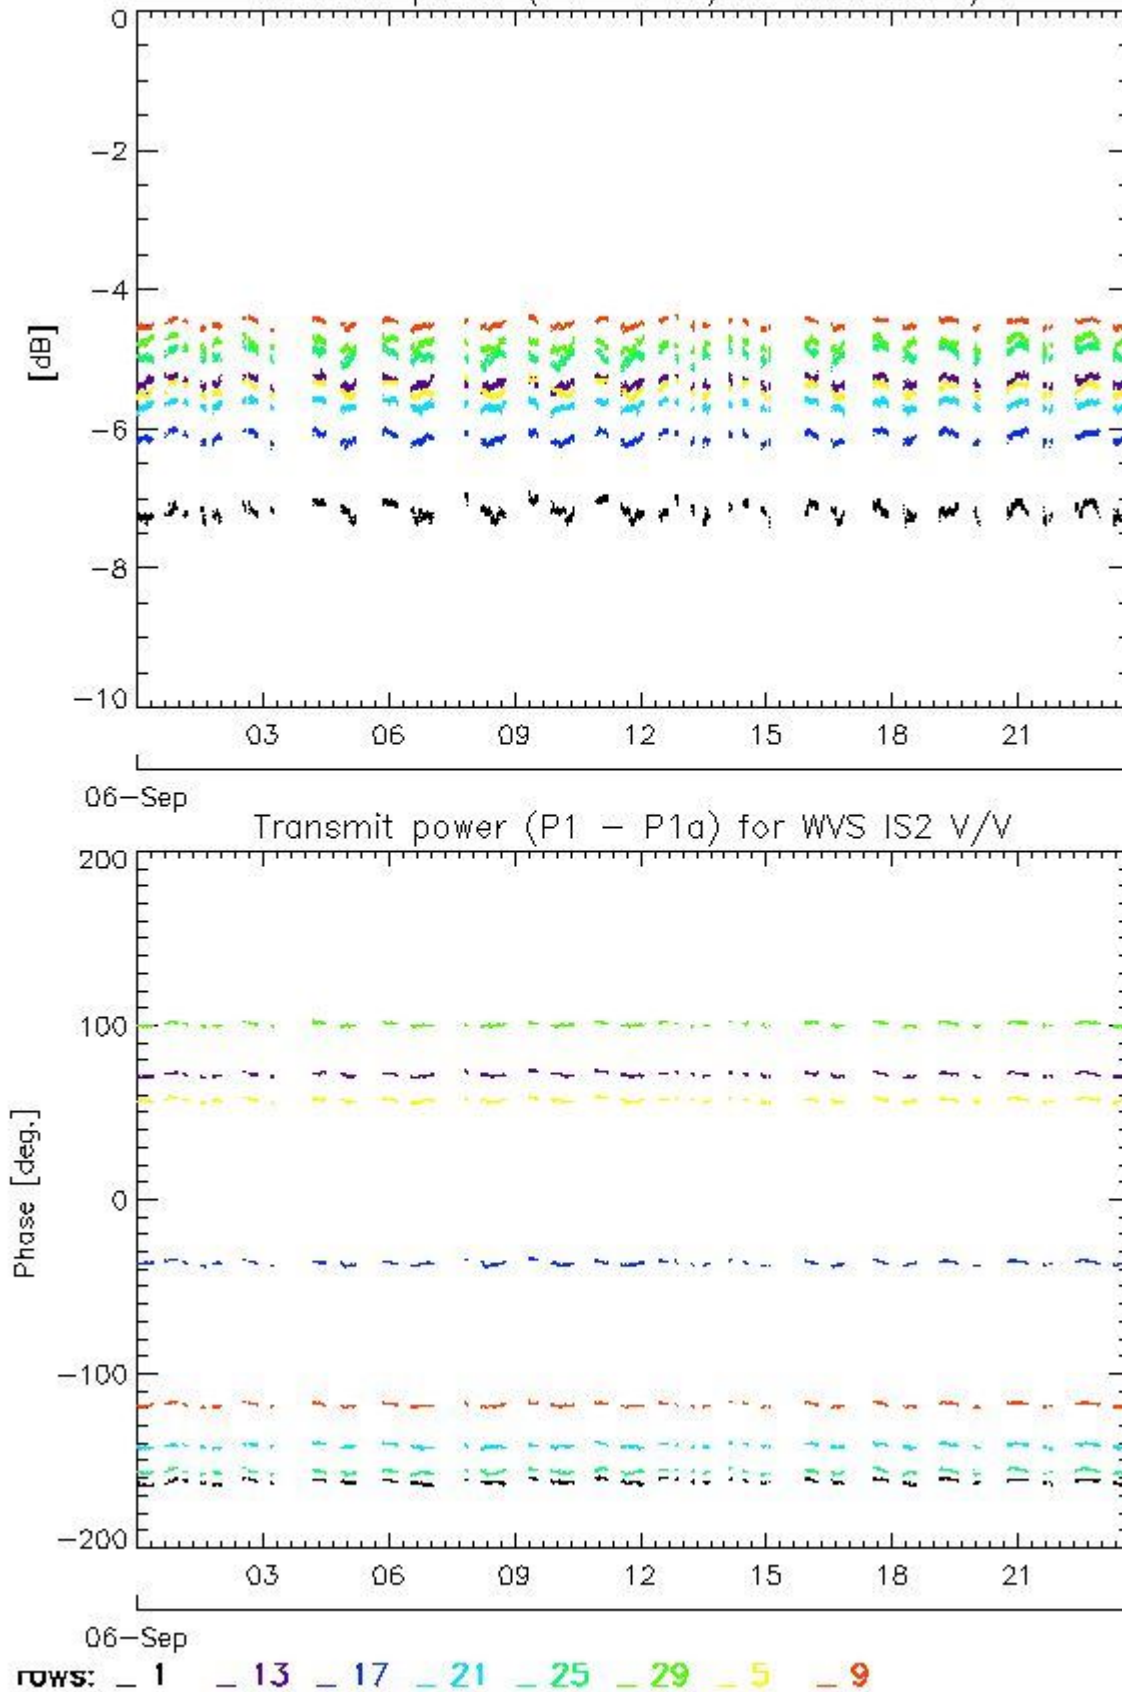 0
-2
-4
[dB]
-6
-8
-10
03 06 09 12 15 18 21
06-Sep
Transmit power (P1 - P1a) for WVS IS2 V/V
200
100
0
Phase [deg.]
-100
-200
03 06 09 12 15 18 21
06-Sep
rows: _ 1 _ 13 _ 17 _ 21 _ 25 _ 29 _ 5 _ 9